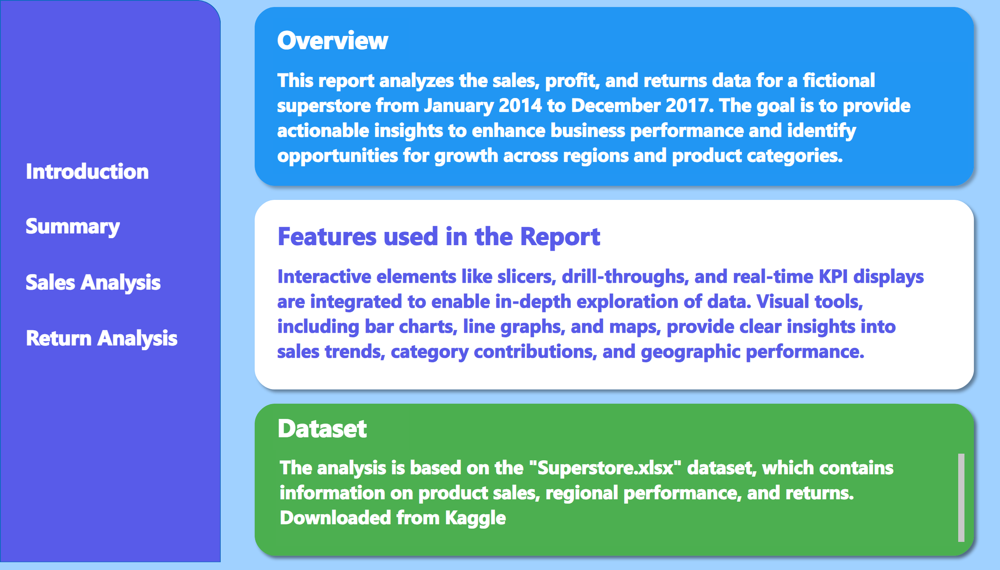 Introduction
Summary
Sales Analysis
Return Analysis
Overview
This report analyzes the sales, profit, and returns data for a fictional
superstore from January 2014 to December 2017. The goal is to provide
actionable insights to enhance business performance and identify
opportunities for growth across regions and product categories.
Features used in the Report
Interactive elements like slicers, drill-throughs, and real-time KPI displays
are integrated to enable in-depth exploration of data. Visual tools,
including bar charts, line graphs, and maps, provide clear insights into
sales trends, category contributions, and geographic performance.
Dataset
The analysis is based on the "Superstore.xlsx" dataset, which contains
information on product sales, regional performance, and returns.
Downloaded from Kaggle